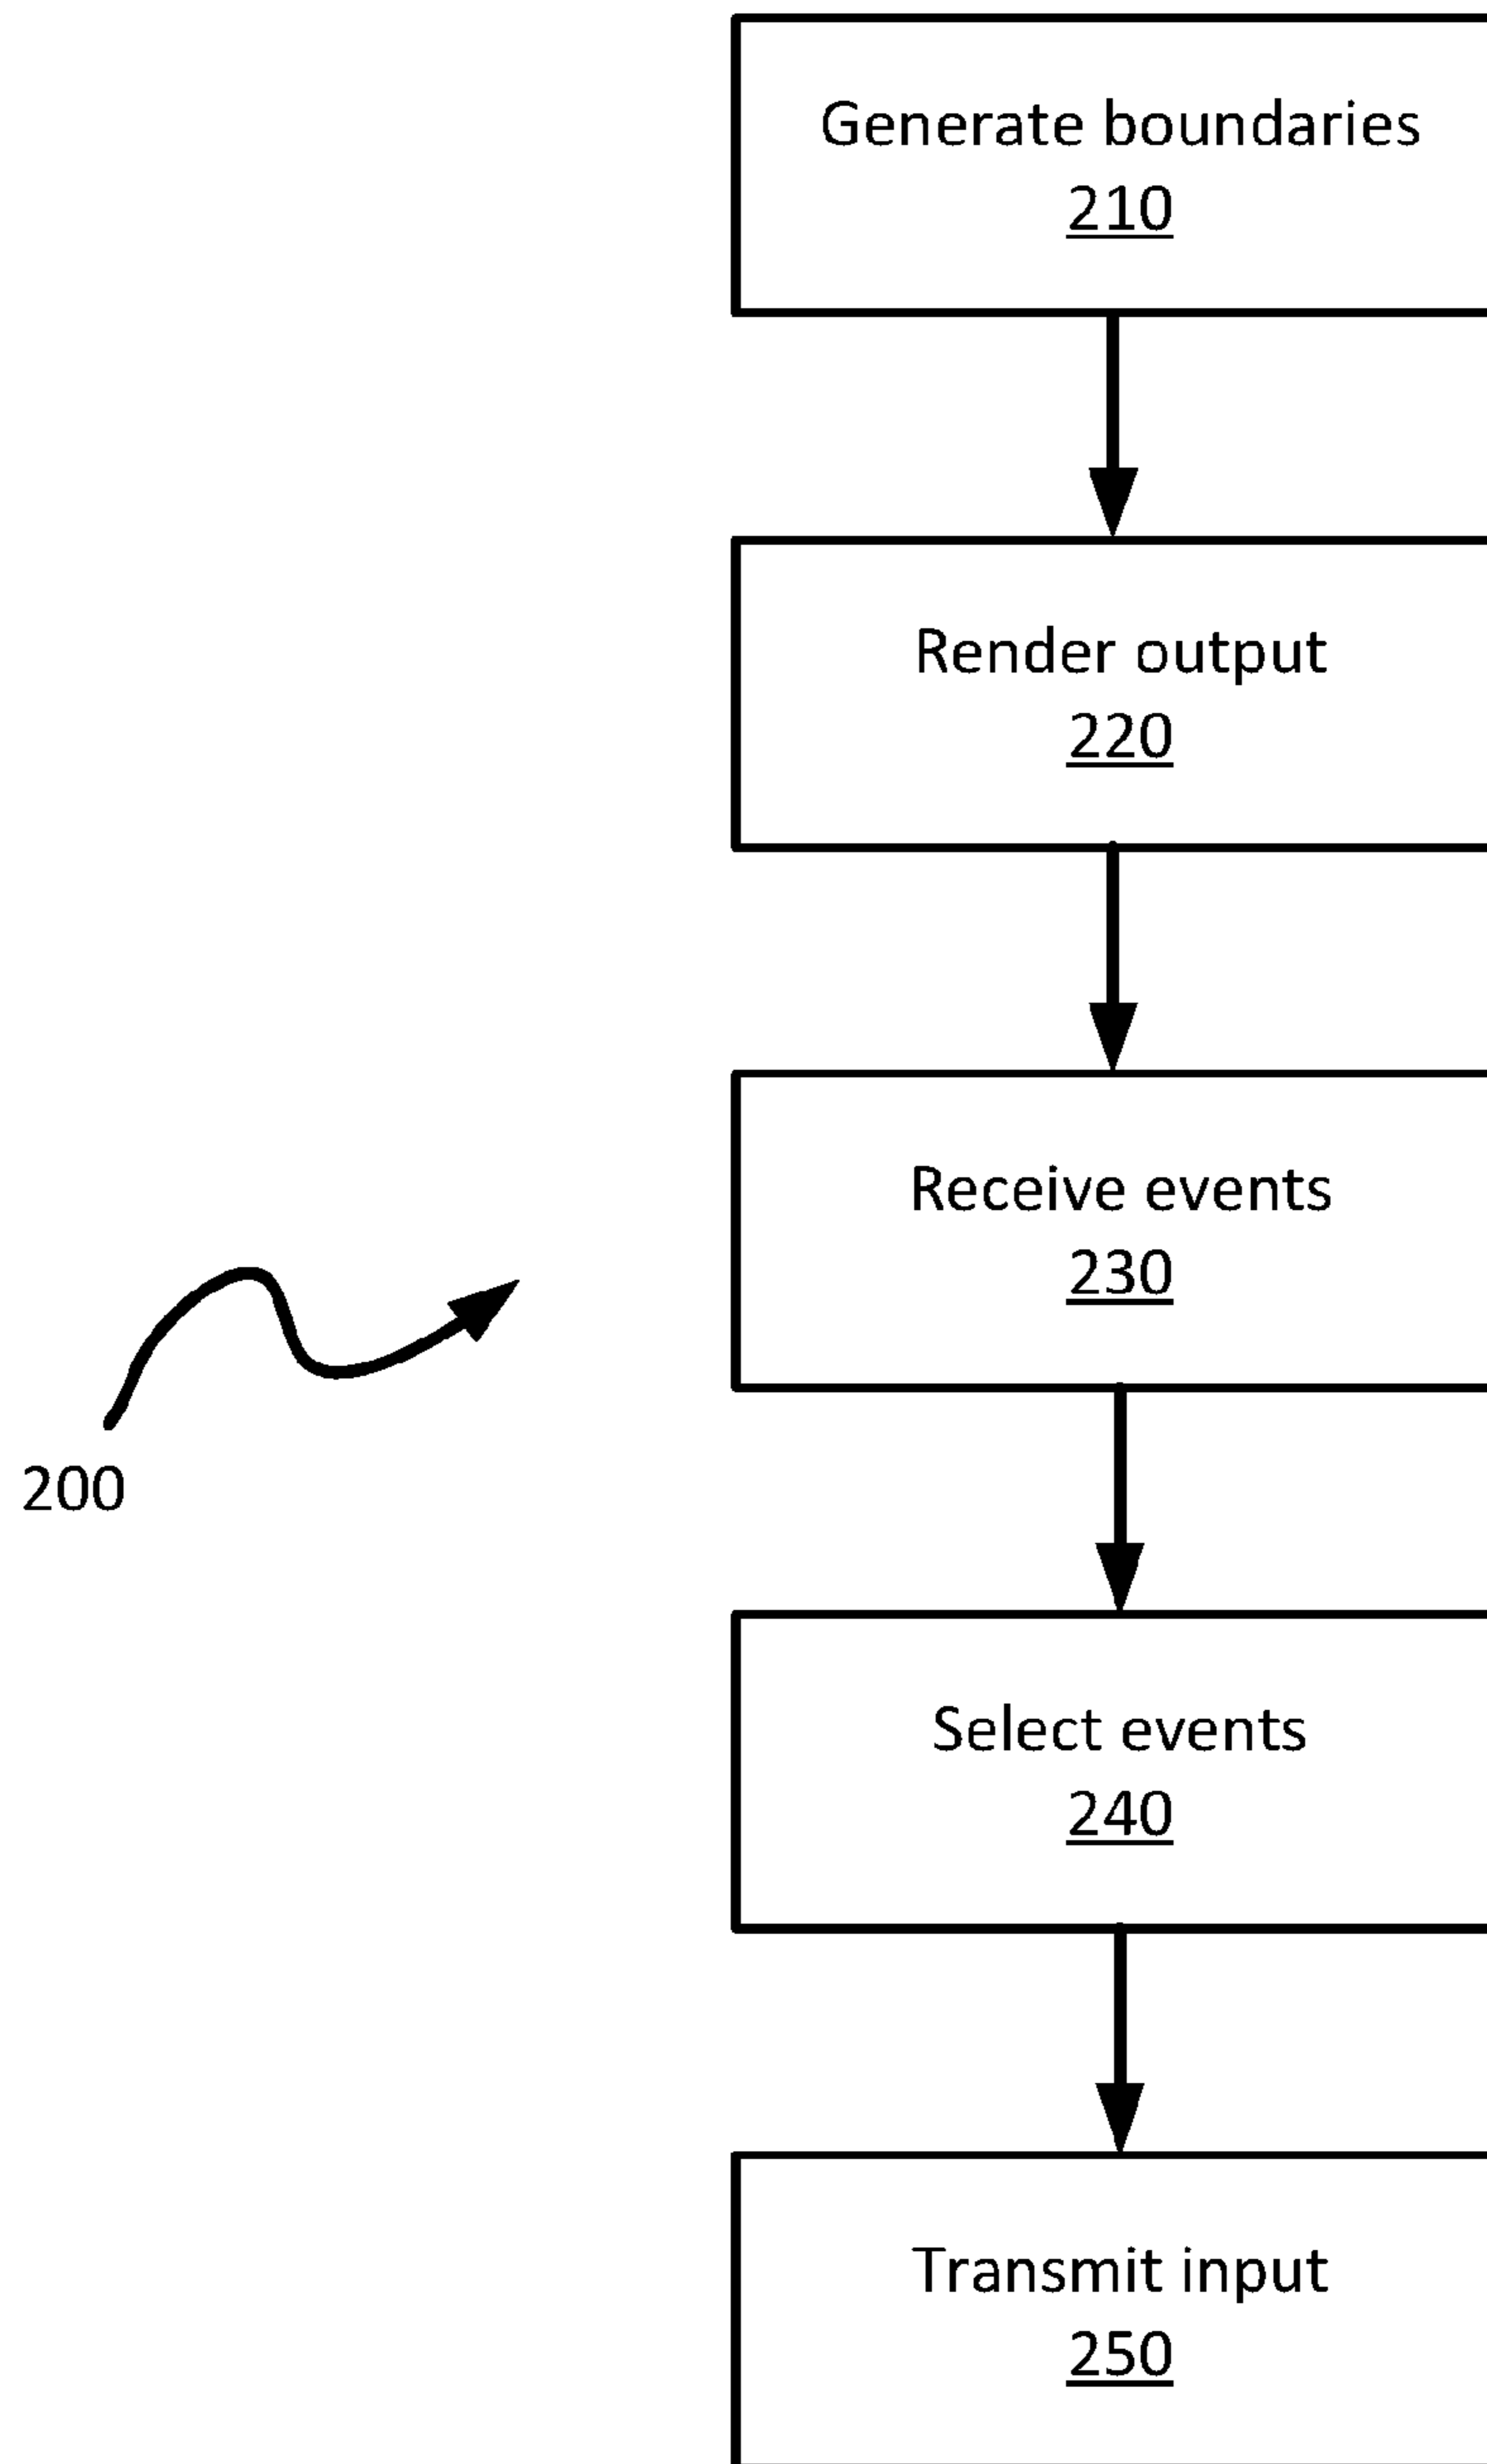 Generate boundaries
210
Render output
220
Receive events
230
200
Select events
240
Transmit input
250